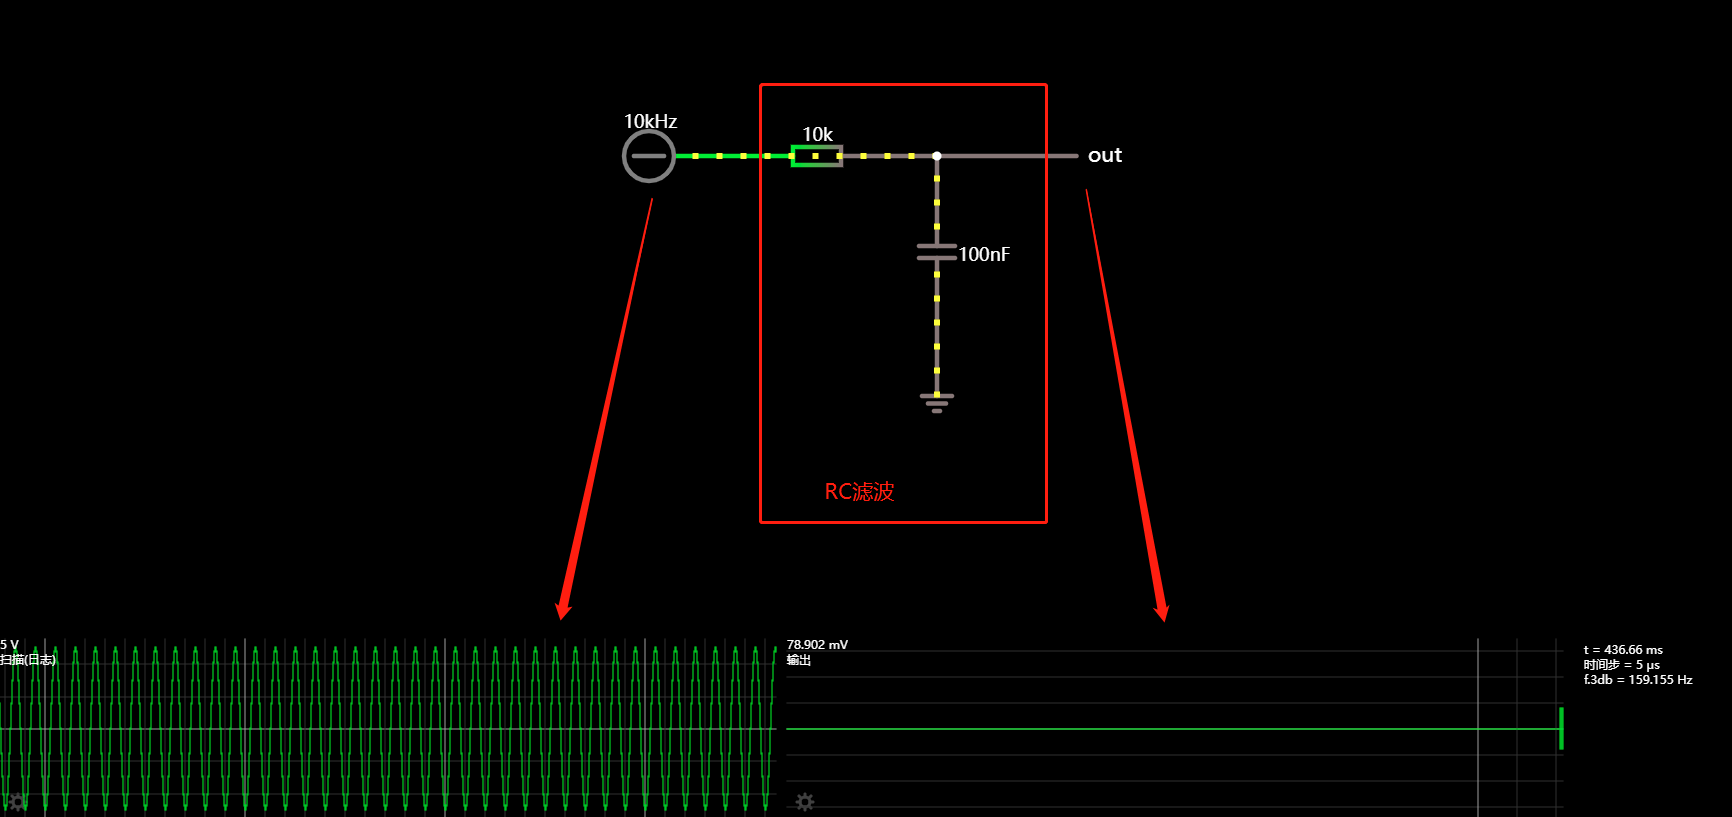 10kHz
10k
out
100nF
RC滤波
5 V
扫描(日志)
78.902 mV
输出
t = 436.66 ms
时间步 = 5 μs
f.3db = 159.155 Hz